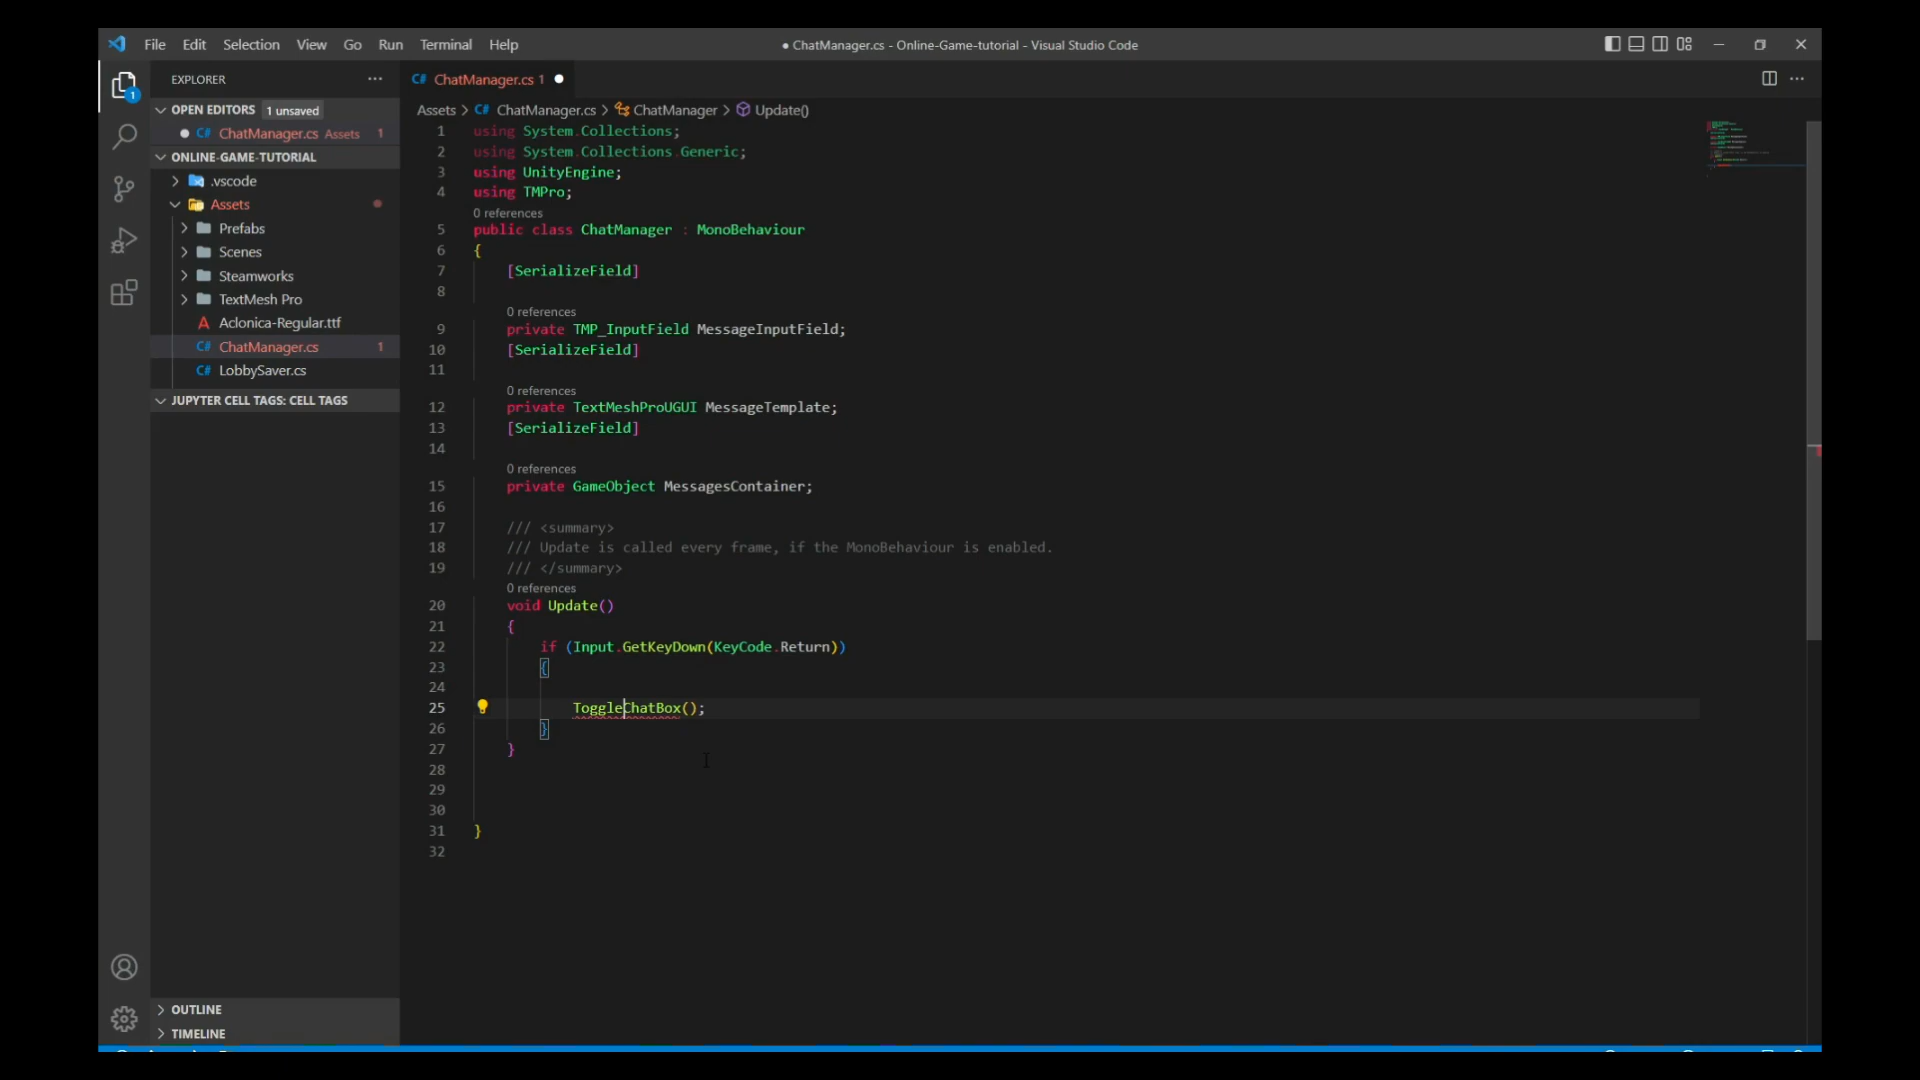 File Edit Selection View Go Run Terminal Help
● ChatManager.cs - Online-Game-tutorial - Visual Studio Code
EXPLORER
OPEN EDITORS 1 unsaved
C# ChatManager.cs Assets 1
ONLINE-GAME-TUTORIAL
.vscode
Assets
Prefabs
Scenes
Steamworks
TextMesh Pro
A Aclonica-Regular.ttf
C# ChatManager.cs 1
C# LobbySaver.cs
JUPYTER CELL TAGS: CELL TAGS
OUTLINE
TIMELINE
1
C# ChatManager.cs 1
Assets > C# ChatManager.cs > ChatManager > Update()
1 using System.Collections;
2 using System.Collections.Generic;
3 using UnityEngine;
4 using TMPro;
0 references
5 public class ChatManager : MonoBehaviour
6 {
7 [SerializeField]
8
0 references
9 private TMP_InputField MessageInputField;
10 [SerializeField]
11
0 references
12 private TextMeshProUGUI MessageTemplate;
13 [SerializeField]
14
0 references
15 private GameObject MessagesContainer;
16
17 /// <summary>
18 /// Update is called every frame, if the MonoBehaviour is enabled.
19 /// </summary>
0 references
20 void Update()
21 {
22 if (Input.GetKeyDown(KeyCode.Return))
23 {
24
25 ToggleChatBox();
26 }
27 }
28
29
30
31 }
32